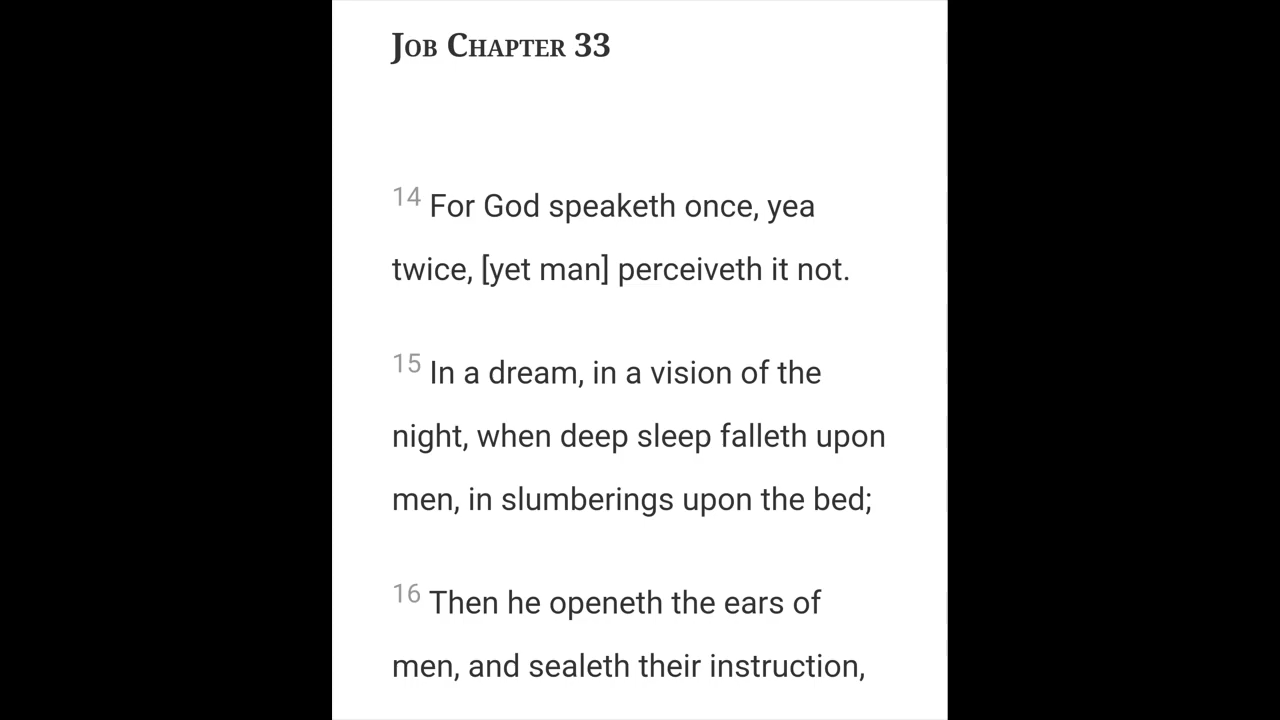 Job Chapter 33
14 For God speaketh once, yea
twice, [yet man] perceiveth it not.
15 In a dream, in a vision of the
night, when deep sleep falleth upon
men, in slumberings upon the bed;
16 Then he openeth the ears of
men, and sealeth their instruction,